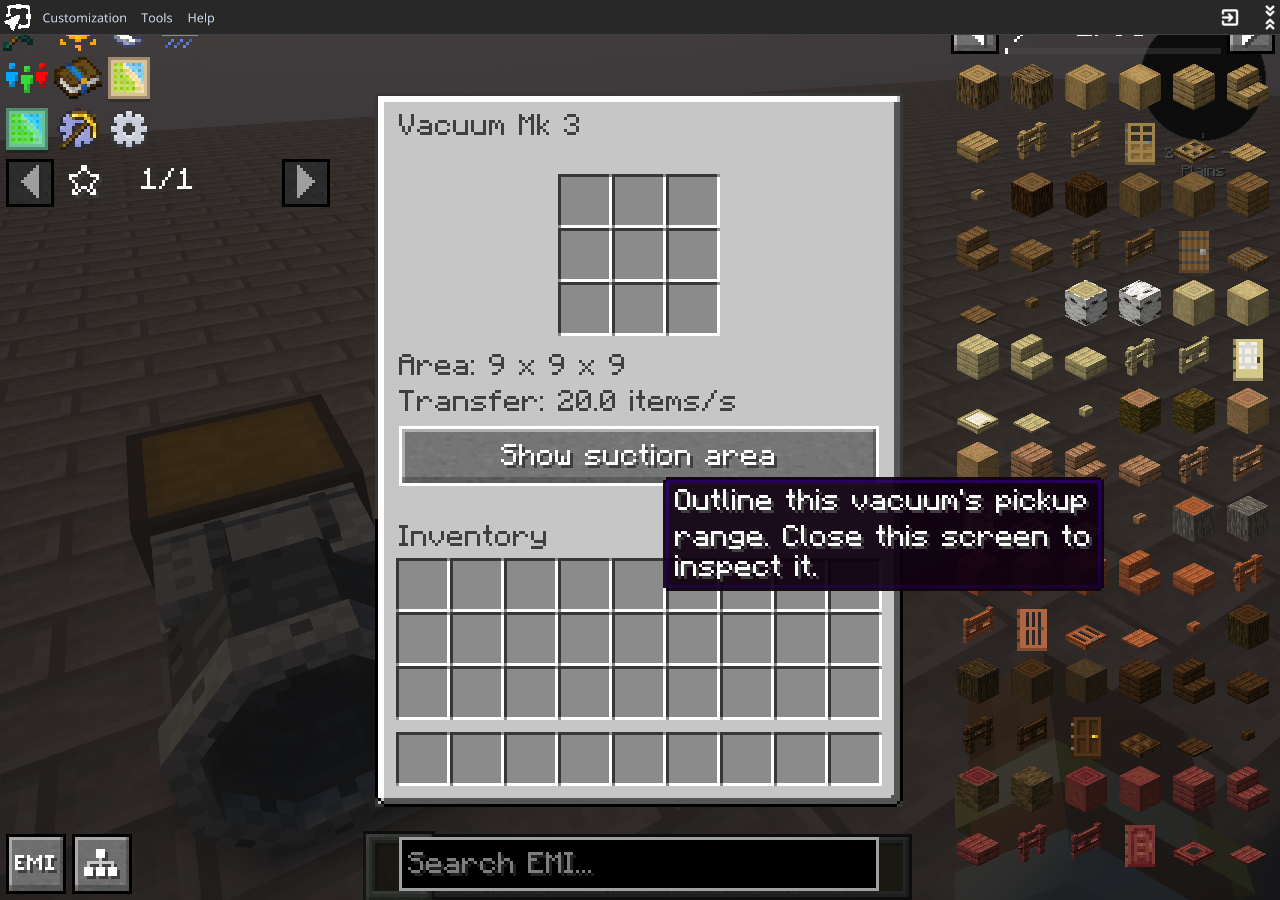 Customization Tools Help
1/1
Vacuum Mk 3
Area: 9 x 9 x 9
Transfer: 20.0 items/s
Show suction area
Outline this vacuum's pickup
range. Close this screen to
inspect it.
Inventory
Plains
EMI
Search EMI...